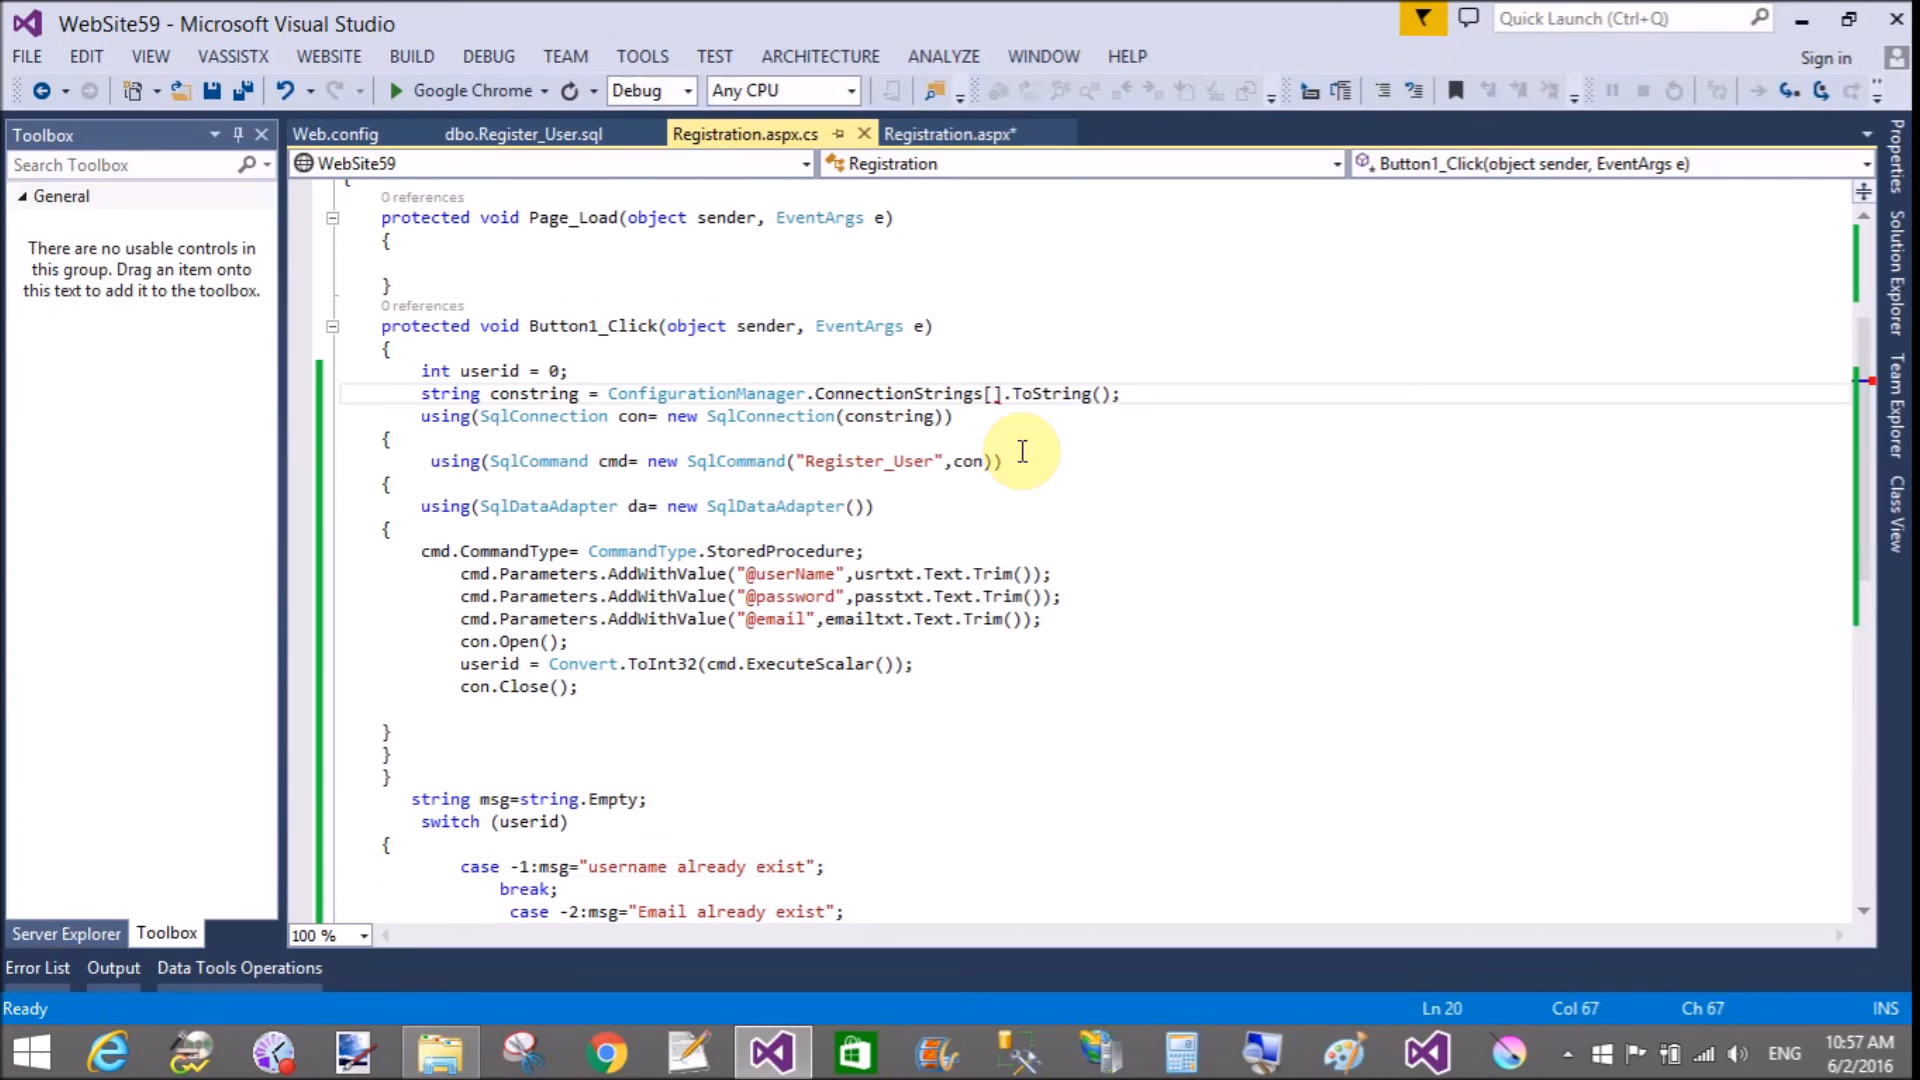 WebSite59 - Microsoft Visual Studio
Quick Launch (Ctrl+Q)
FILE EDIT VIEW VASSISTX WEBSITE BUILD DEBUG TEAM TOOLS TEST ARCHITECTURE ANALYZE WINDOW HELP
Sign in
Google Chrome Debug Any CPU
Toolbox
Search Toolbox
General
There are no usable controls in
this group. Drag an item onto
this text to add it to the toolbox.
Web.config dbo.Register_User.sql Registration.aspx.cs Registration.aspx*
WebSite59 Registration Button1_Click(object sender, EventArgs e)
{
0 references
protected void Page_Load(object sender, EventArgs e)
{
}
0 references
protected void Button1_Click(object sender, EventArgs e)
{
int userid = 0;
string constring = ConfigurationManager.ConnectionStrings[].ToString();
using(SqlConnection con= new SqlConnection(constring))
{
using(SqlCommand cmd= new SqlCommand("Register_User",con))
{
using(SqlDataAdapter da= new SqlDataAdapter())
{
cmd.CommandType= CommandType.StoredProcedure;
cmd.Parameters.AddWithValue("@userName",usrtxt.Text.Trim());
cmd.Parameters.AddWithValue("@password",passtxt.Text.Trim());
cmd.Parameters.AddWithValue("@email",emailtxt.Text.Trim());
con.Open();
userid = Convert.ToInt32(cmd.ExecuteScalar());
con.Close();
}
}
}
string msg=string.Empty;
switch (userid)
{
case -1:msg="username already exist";
break;
case -2:msg="Email already exist";
100 %
Properties
Solution Explorer
Team Explorer
Class View
Server Explorer Toolbox
Error List Output Data Tools Operations
Ready Ln 20 Col 67 Ch 67 INS
ENG
10:57 AM
6/2/2016